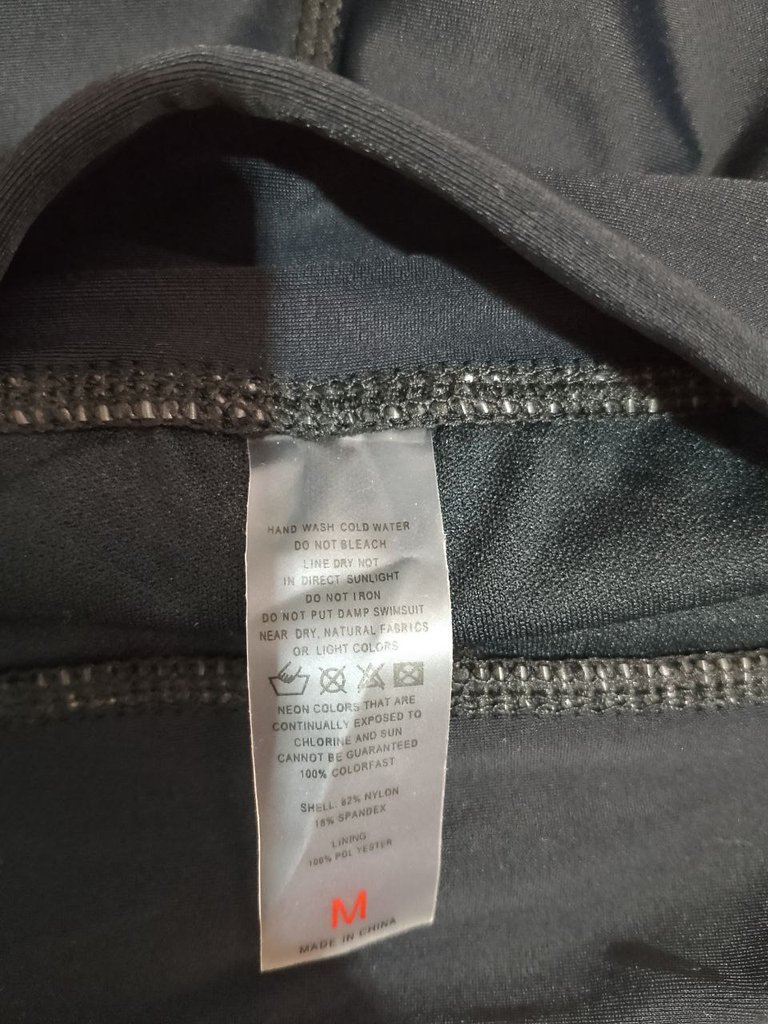 HAND WASH COLD WATER
DO NOT BLEACH
LINE DRY NOT
IN DIRECT SUNLIGHT
DO NOT IRON
DO NOT PUT DAMP SWIMSUIT
NEAR DRY, NATURAL FABRICS
OR LIGHT COLORS
NEON COLORS THAT ARE
CONTINUALLY EXPOSED TO
CHLORINE AND SUN
CANNOT BE GUARANTEED
100% COLORFAST
SHELL: 82% NYLON
18% SPANDEX
LINING
100% POLYESTER
M
MADE IN CHINA